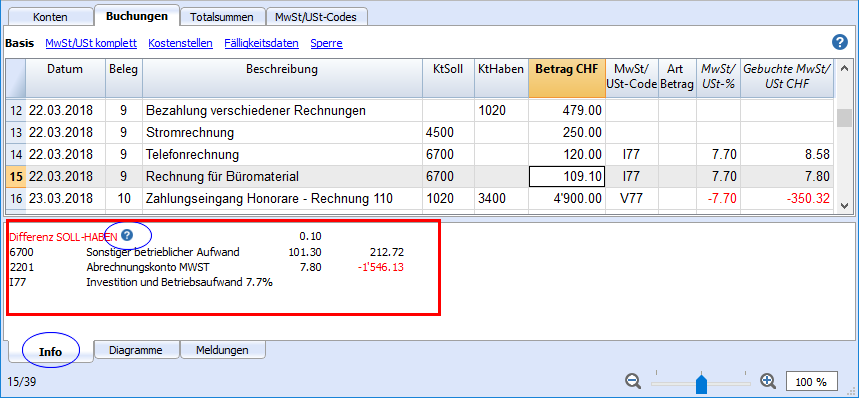 Konten Buchungen Totalsummen MwSt/USt-Codes
Basis MwSt/USt komplett Kostenstellen Fälligkeitsdaten Sperre ?
Datum Beleg Beschreibung KtSoll KtHaben Betrag CHF MwSt/ Art MwSt/ Gebuchte MwSt/
USt-Code Betrag USt-% USt CHF
12 22.03.2018 9 Bezahlung verschiedener Rechnungen 1020 479.00
13 22.03.2018 9 Stromrechnung 4500 250.00
14 22.03.2018 9 Telefonrechnung 6700 120.00 I77 7.70 8.58
15 22.03.2018 9 Rechnung für Büromaterial 6700 109.10 I77 7.70 7.80
16 23.03.2018 10 Zahlungseingang Honorare - Rechnung 110 1020 3400 4'900.00 V77 -7.70 -350.32
Differenz SOLL-HABEN ? 0.10
6700 Sonstiger betrieblicher Aufwand 101.30 212.72
2201 Abrechnungskonto MWST 7.80 -1'546.13
I77 Investition und Betriebsaufwand 7.7%
Info Diagramme Meldungen
15/39 100 %